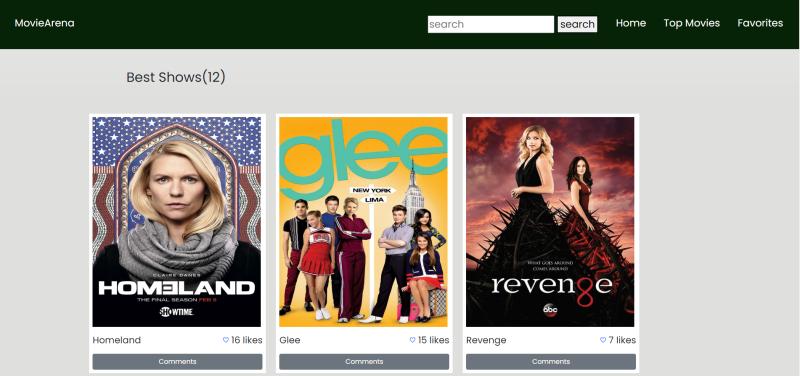 MovieArena
search
search
Home
Top Movies
Favorites
Best Shows(12)
CLAIRE DANES
HOMELAND
THE FINAL SEASON FEB 9
SHOWTIME
glee
NEW YORK
LIMA
WHAT GOES AROUND
COMES AROUND
revenge
abc
Homeland
16 likes
Glee
15 likes
Revenge
7 likes
Comments
Comments
Comments